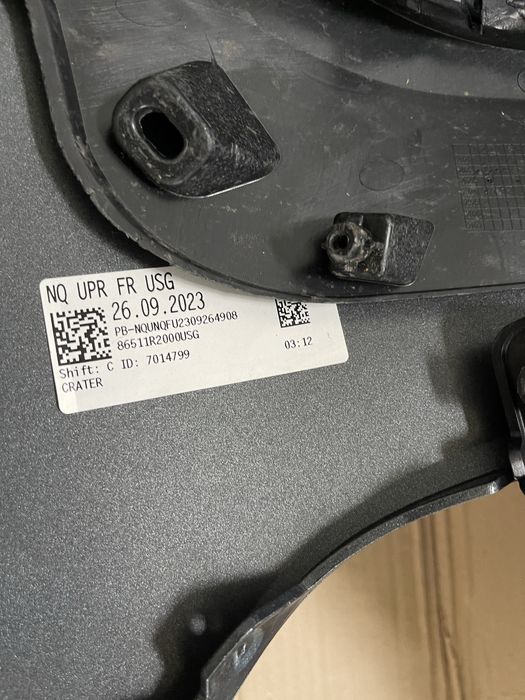 NQ UPR FR USG
26.09.2023
PB-NQUNQFU2309264908
86511R2000USG
Shift: C ID: 7014799
03:12
CRATER